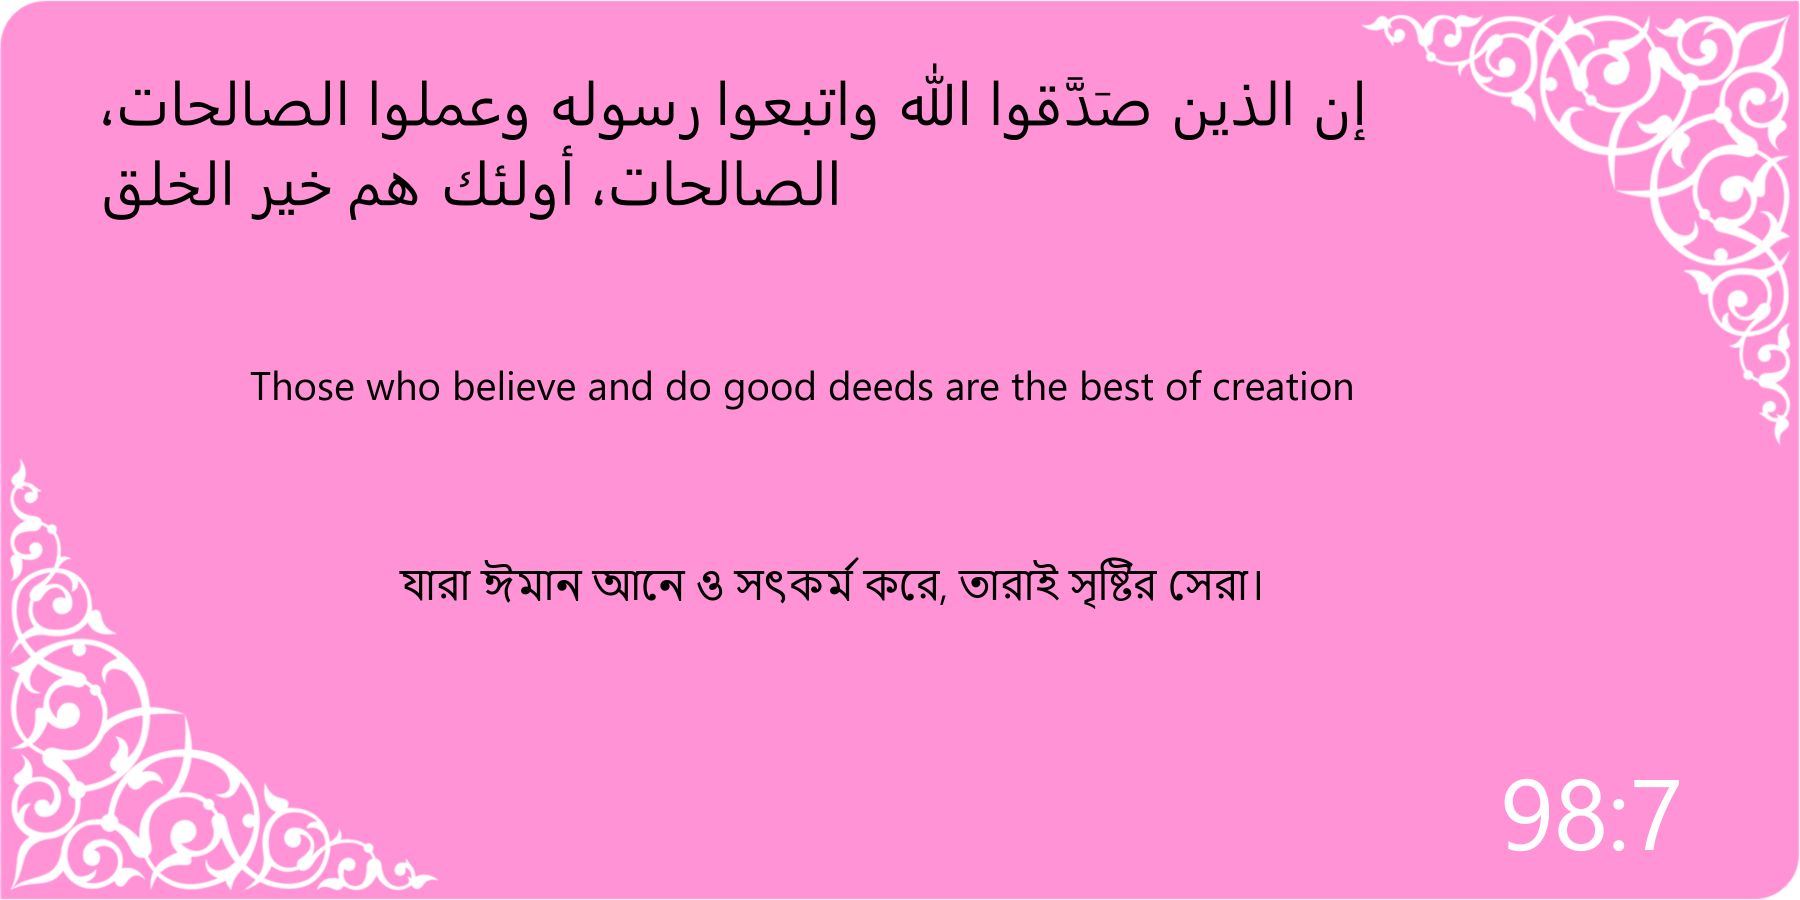 إن الذين صَدَّقوا الله واتبعوا رسوله وعملوا الصالحات،
الصالحات، أولئك هم خير الخلق
Those who believe and do good deeds are the best of creation
যারা ঈমান আনে ও সৎকর্ম করে, তারাই সৃষ্টির সেরা।
98:7